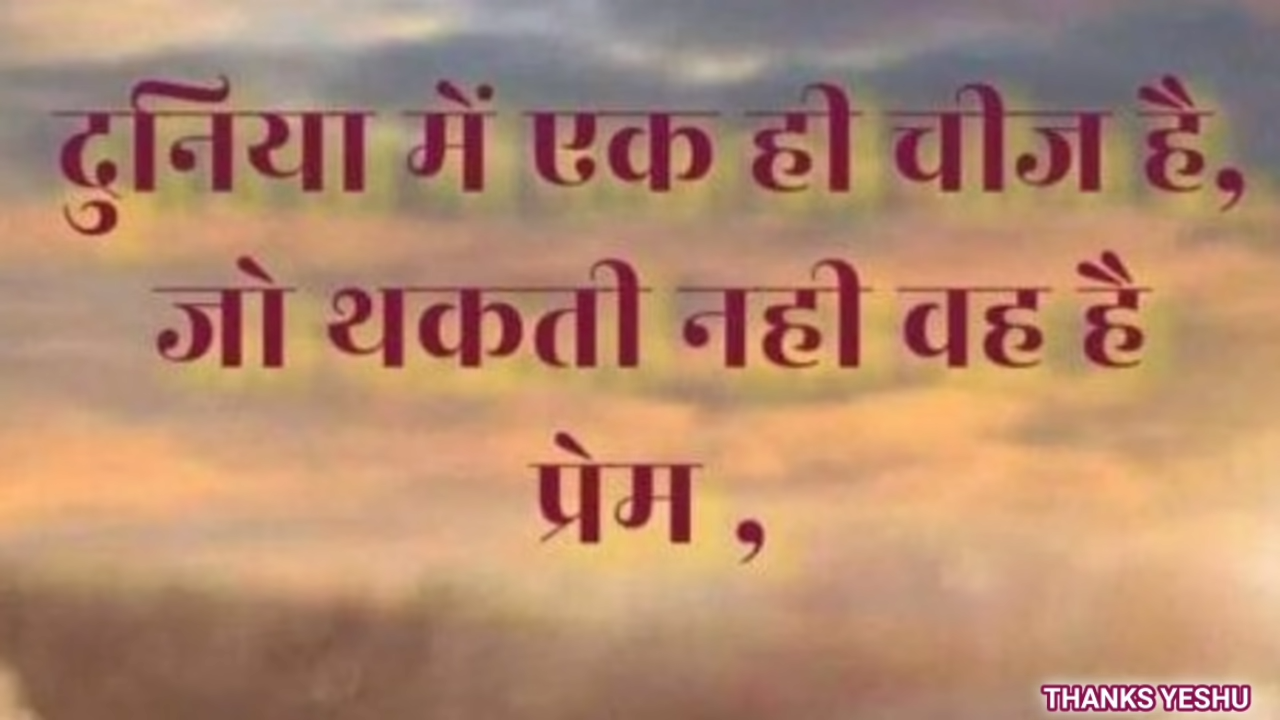 दुनिया में एक ही चीज है,
जो थकती नही वह है
प्रेम ,
THANKS YESHU